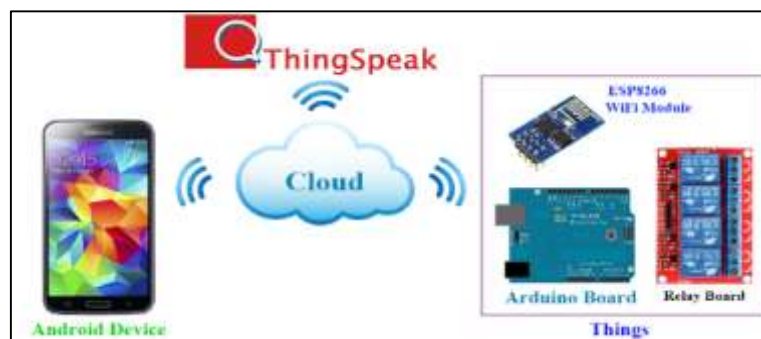 ThingSpeak
ESP8266
WiFi Module
Cloud
Arduino Board
Relay Board
Android Device
Things